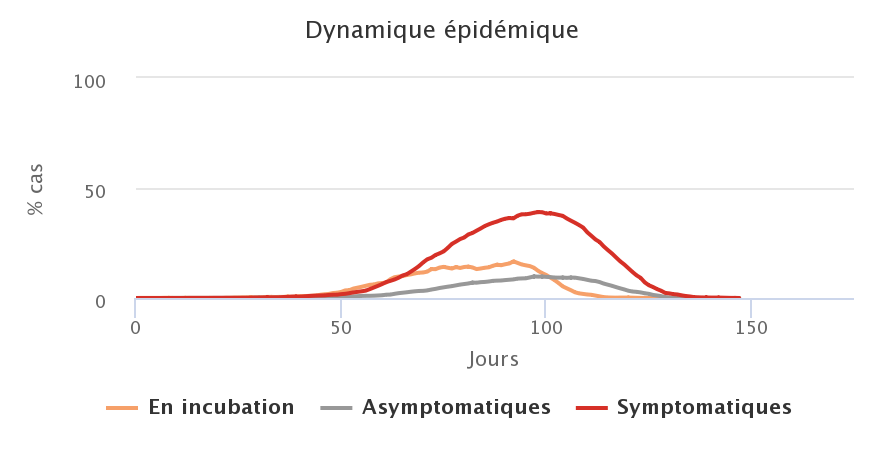 Dynamique épidémique
100
50
0
% cas
0 50 100 150
Jours
En incubation Asymptomatiques Symptomatiques